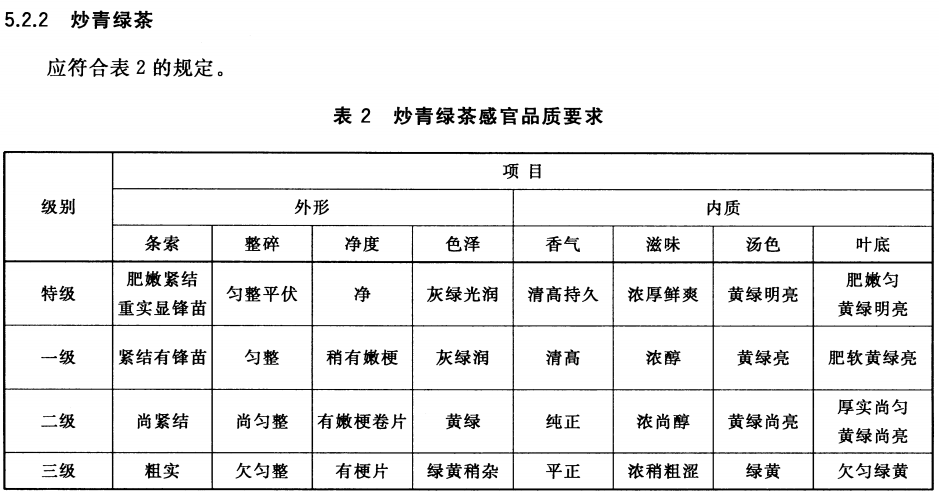 5.2.2 炒青绿茶
应符合表 2 的规定。
表 2 炒青绿茶感官品质要求
级别 项目
外形 内质
条索 整碎 净度 色泽 香气 滋味 汤色 叶底
特级 肥嫩紧结 重实显锋苗 匀整平伏 净 灰绿光润 清高持久 浓厚鲜爽 黄绿明亮 肥嫩匀 黄绿明亮
一级 紧结有锋苗 匀整 稍有嫩梗 灰绿润 清高 浓醇 黄绿亮 肥软黄绿亮
二级 尚紧结 尚匀整 有嫩梗卷片 黄绿 纯正 浓尚醇 黄绿尚亮 厚实尚匀 黄绿尚亮
三级 粗实 欠匀整 有梗片 绿黄稍杂 平正 浓稍粗涩 绿黄 欠匀绿黄